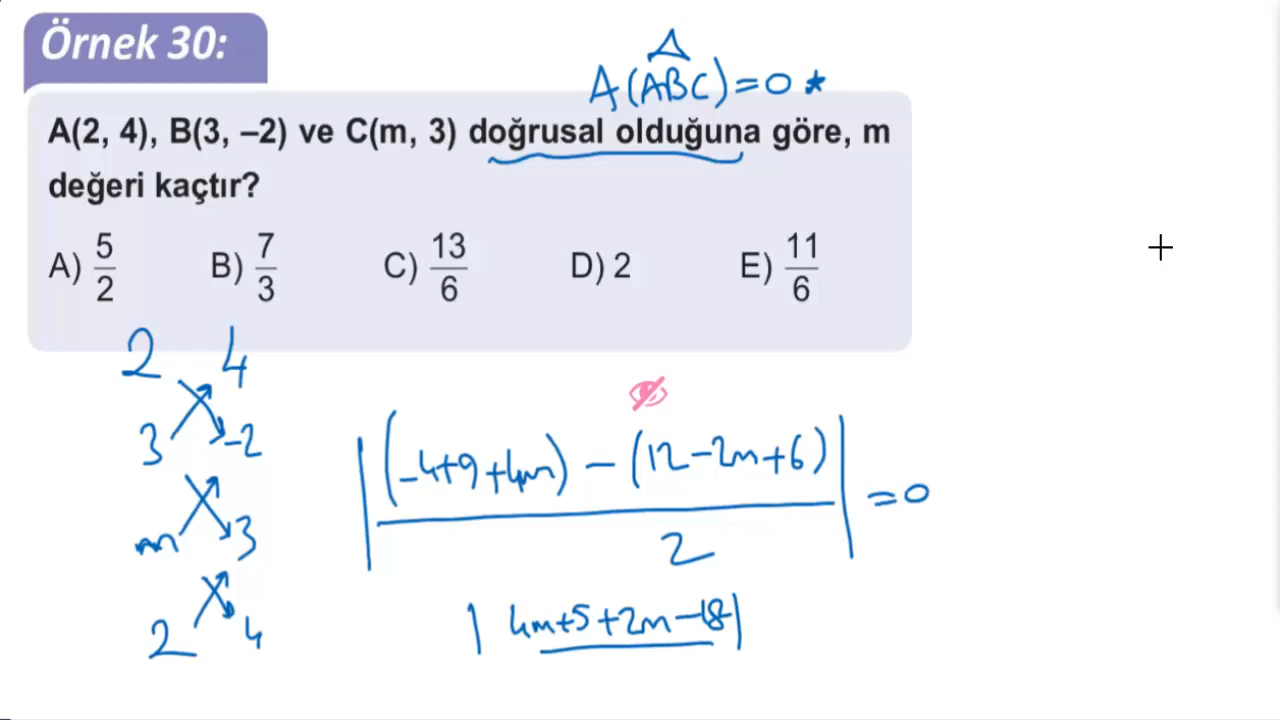 Örnek 30:
A(ABC)=0 *
A(2, 4), B(3, –2) ve C(m, 3) doğrusal olduğuna göre, m
değeri kaçtır?
A) 5/2 B) 7/3 C) 13/6 D) 2 E) 11/6
2 4
3 -2
m 3
2 4
|(-4+9+4m) - (12-2m+6)| = 0
2
| 4m+5+2m-18 |